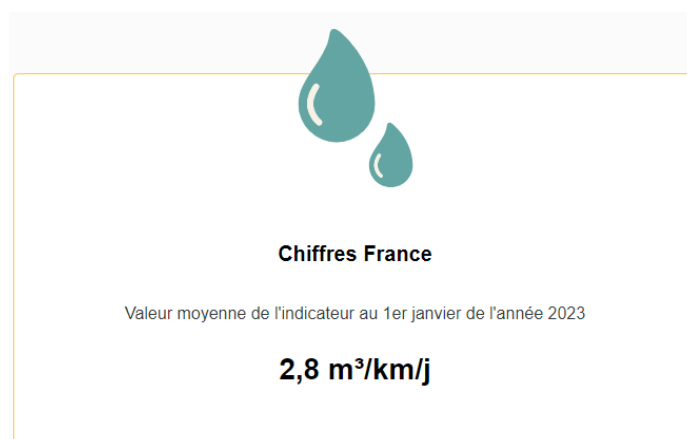 Chiffres France
Valeur moyenne de l'indicateur au 1er janvier de l'année 2023
2,8 m³/km/j